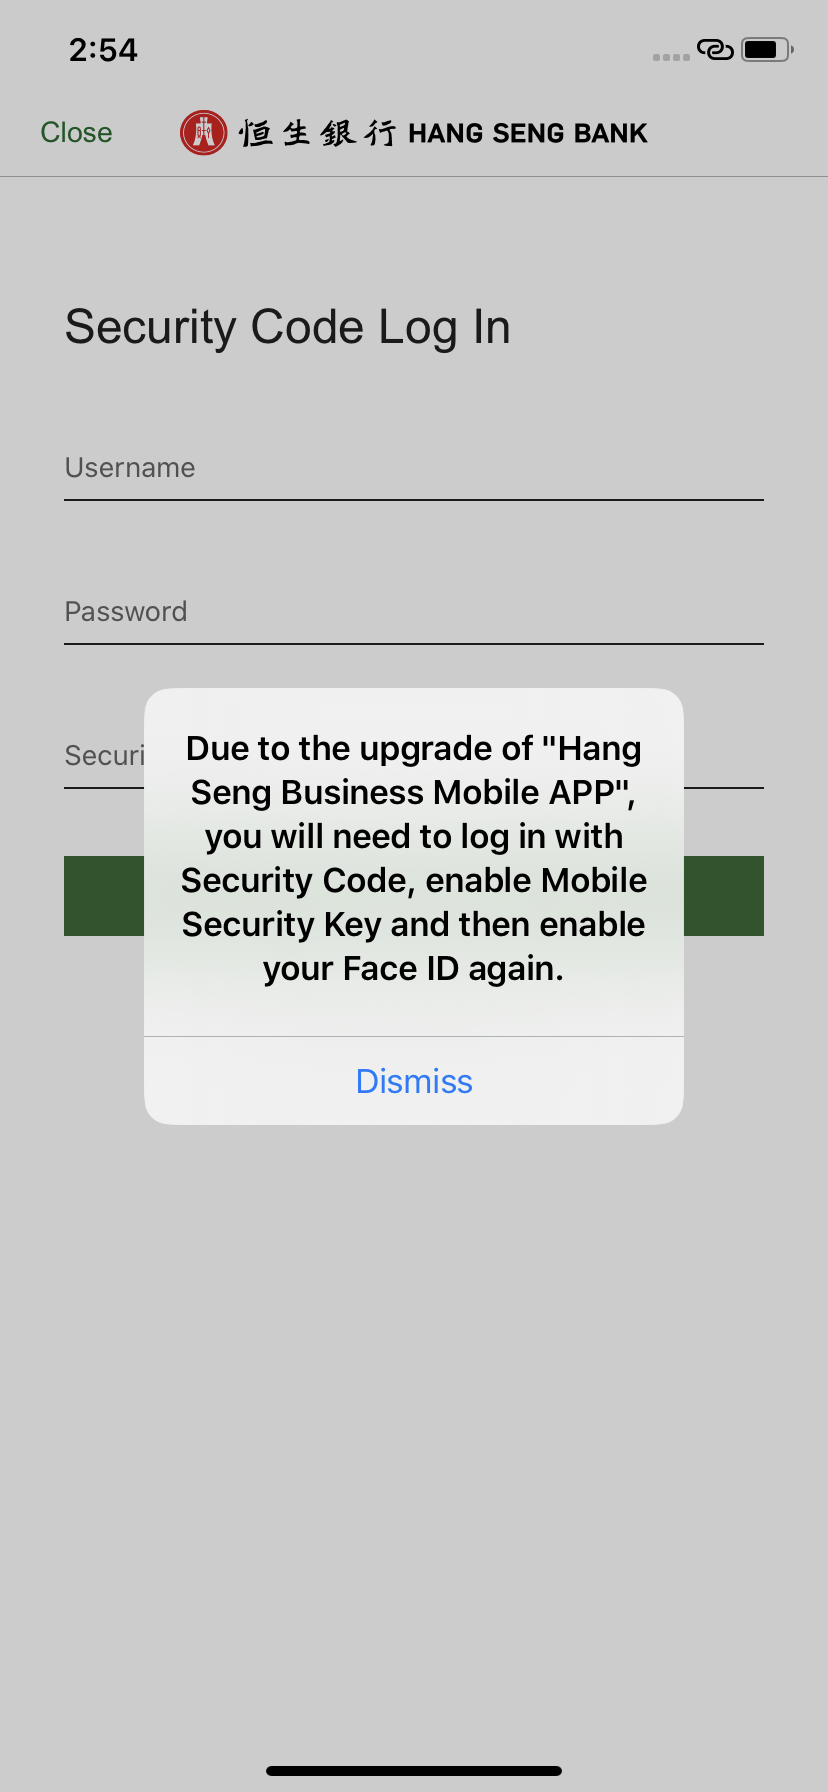 2:54
Close
恒生銀行 HANG SENG BANK
Security Code Log In
Username
Password
Securi
Due to the upgrade of "Hang
Seng Business Mobile APP",
you will need to log in with
Security Code, enable Mobile
Security Key and then enable
your Face ID again.
Dismiss